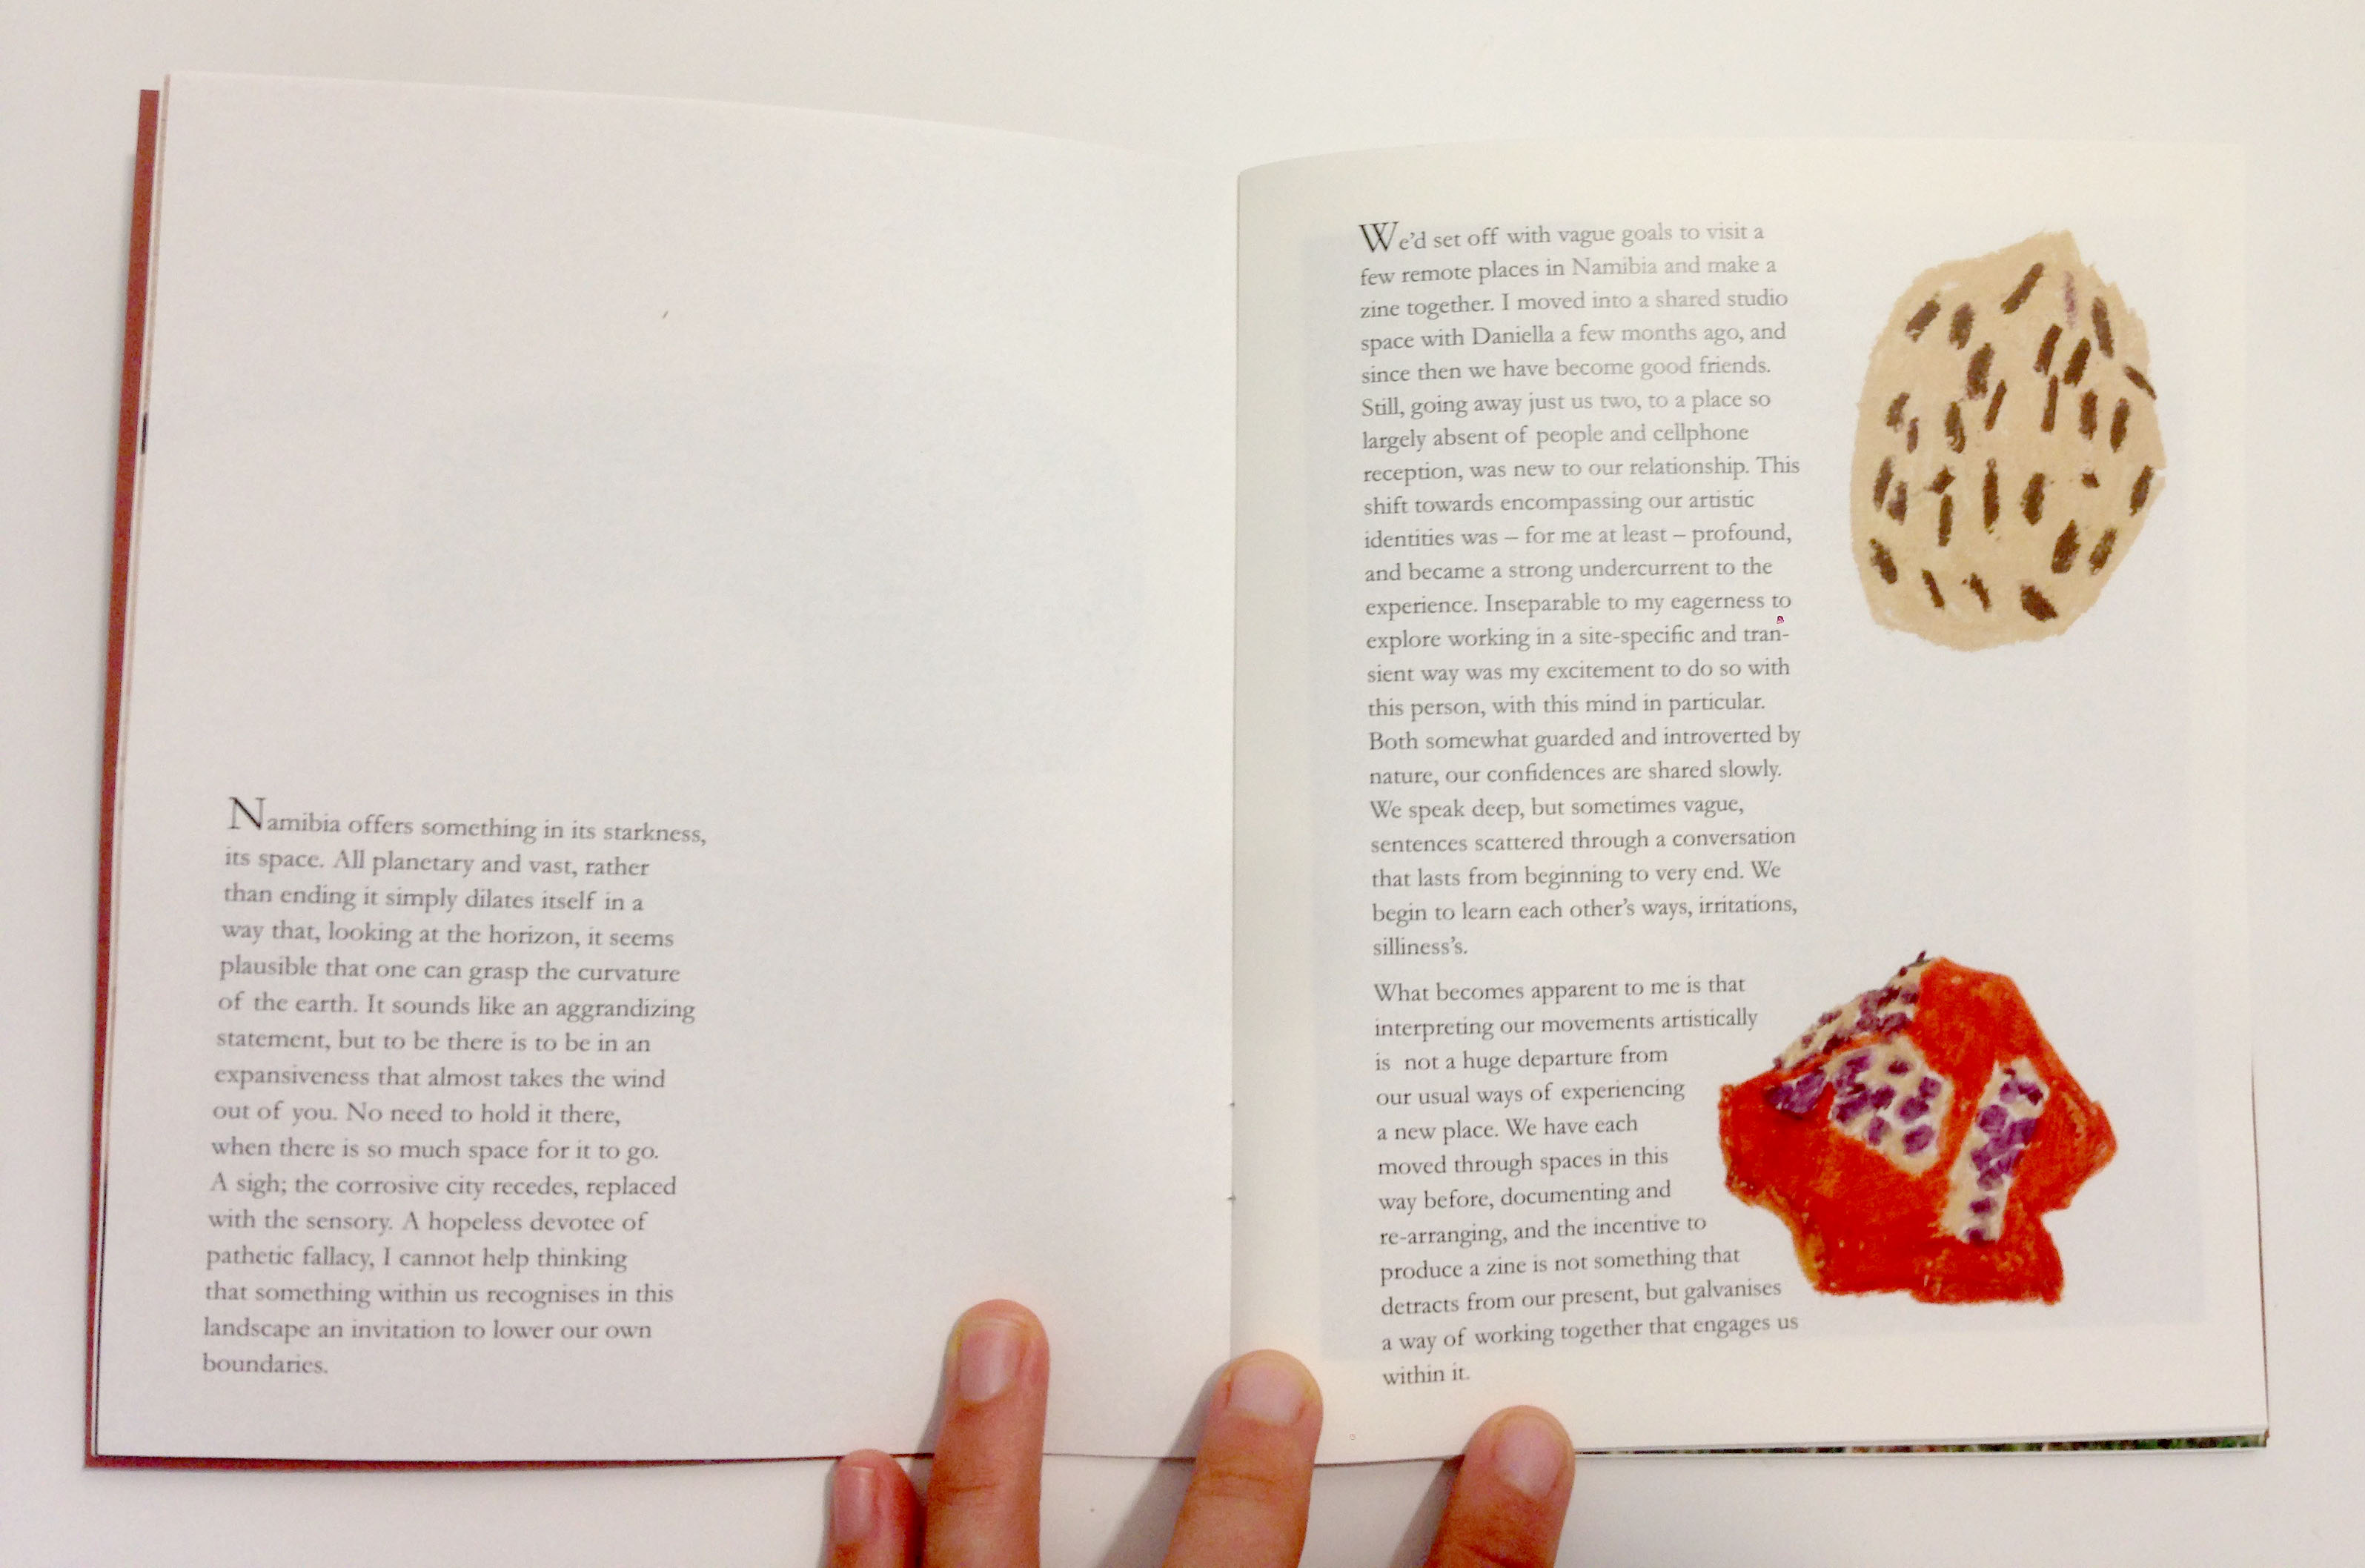 Namibia offers something in its starkness,
its space. All planetary and vast, rather
than ending it simply dilates itself in a
way that, looking at the horizon, it seems
plausible that one can grasp the curvature
of the earth. It sounds like an aggrandizing
statement, but to be there is to be in an
expansiveness that almost takes the wind
out of you. No need to hold it there,
when there is so much space for it to go.
A sigh; the corrosive city recedes, replaced
with the sensory. A hopeless devotee of
pathetic fallacy, I cannot help thinking
that something within us recognises in this
landscape an invitation to lower our own
boundaries.
We'd set off with vague goals to visit a
few remote places in Namibia and make a
zine together. I moved into a shared studio
space with Daniella a few months ago, and
since then we have become good friends.
Still, going away just us two, to a place so
largely absent of people and cellphone
reception, was new to our relationship. This
shift towards encompassing our artistic
identities was – for me at least – profound,
and became a strong undercurrent to the
experience. Inseparable to my eagerness to
explore working in a site-specific and tran-
sient way was my excitement to do so with
this person, with this mind in particular.
Both somewhat guarded and introverted by
nature, our confidences are shared slowly.
We speak deep, but sometimes vague,
sentences scattered through a conversation
that lasts from beginning to very end. We
begin to learn each other's ways, irritations,
silliness's.
What becomes apparent to me is that
interpreting our movements artistically
is not a huge departure from
our usual ways of experiencing
a new place. We have each
moved through spaces in this
way before, documenting and
re-arranging, and the incentive to
produce a zine is not something that
detracts from our present, but galvanises
a way of working together that engages us
within it.